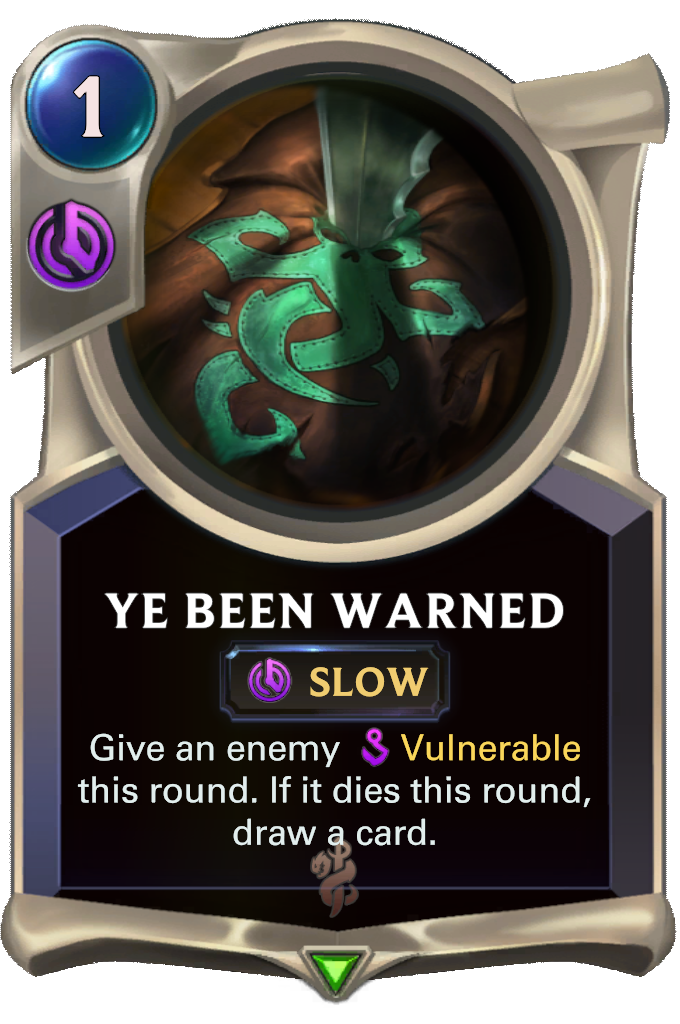 1
YE BEEN WARNED
SLOW
Give an enemy Vulnerable
this round. If it dies this round,
draw a card.